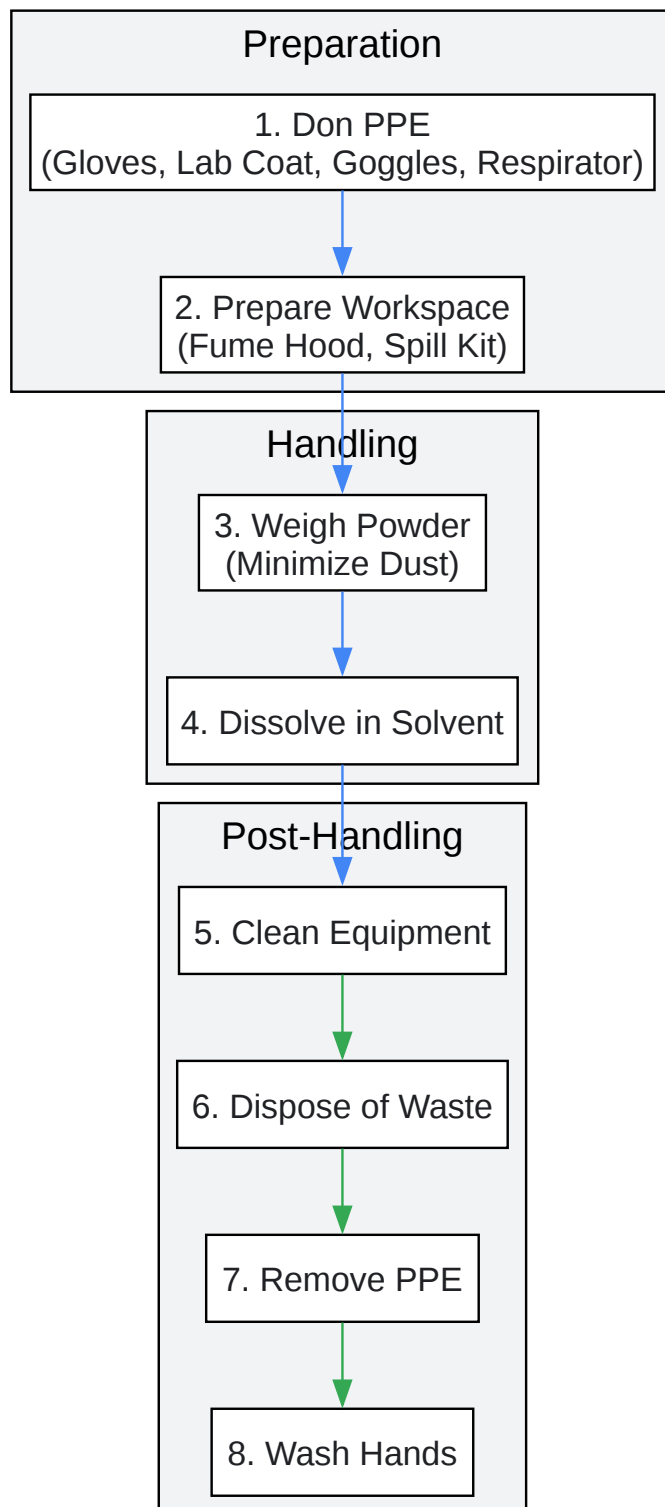 Preparation
1. Don PPE
(Gloves, Lab Coat, Goggles, Respirator)
2. Prepare Workspace
(Fume Hood, Spill Kit)
Handling
3. Weigh Powder
(Minimize Dust)
4. Dissolve in Solvent
Post-Handling
5. Clean Equipment
6. Dispose of Waste
7. Remove PPE
8. Wash Hands